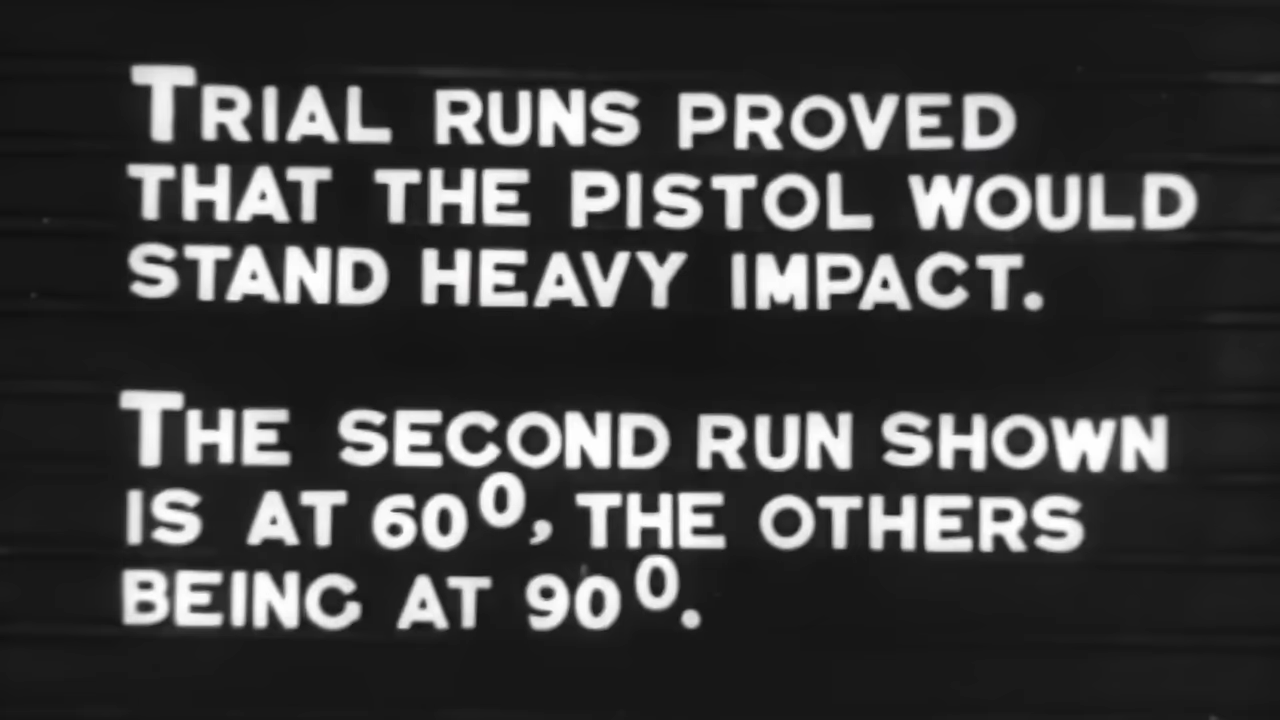 TRIAL RUNS PROVED
THAT THE PISTOL WOULD
STAND HEAVY IMPACT.
THE SECOND RUN SHOWN
IS AT 60⁰, THE OTHERS
BEING AT 90⁰.